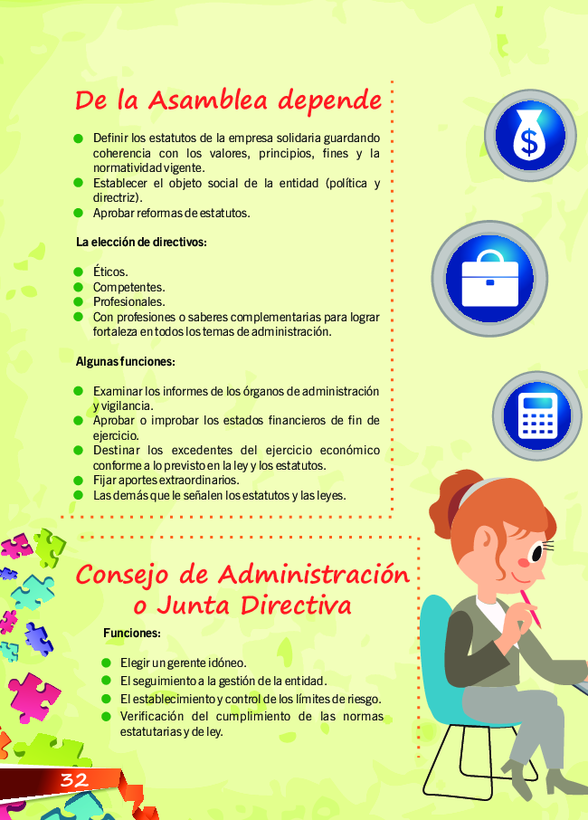 De la Asamblea depende
Definir los estatutos de la empresa solidaria guardando
coherencia con los valores, principios, fines y la
normatividad vigente.
Establecer el objeto social de la entidad (política y
directriz).
Aprobar reformas de estatutos.
La elección de directivos:
Éticos.
Competentes.
Profesionales.
Con profesiones o saberes complementarias para lograr
fortaleza en todos los temas de administración.
Algunas funciones:
Examinar los informes de los órganos de administración
y vigilancia.
Aprobar o improbar los estados financieros de fin de
ejercicio.
Destinar los excedentes del ejercicio económico
conforme a lo previsto en la ley y los estatutos.
Fijar aportes extraordinarios.
Las demás que le señalen los estatutos y las leyes.
Consejo de Administración
o Junta Directiva
Funciones:
Elegir un gerente idóneo.
El seguimiento a la gestión de la entidad.
El establecimiento y control de los límites de riesgo.
Verificación del cumplimiento de las normas
estatutarias y de ley.
32
$